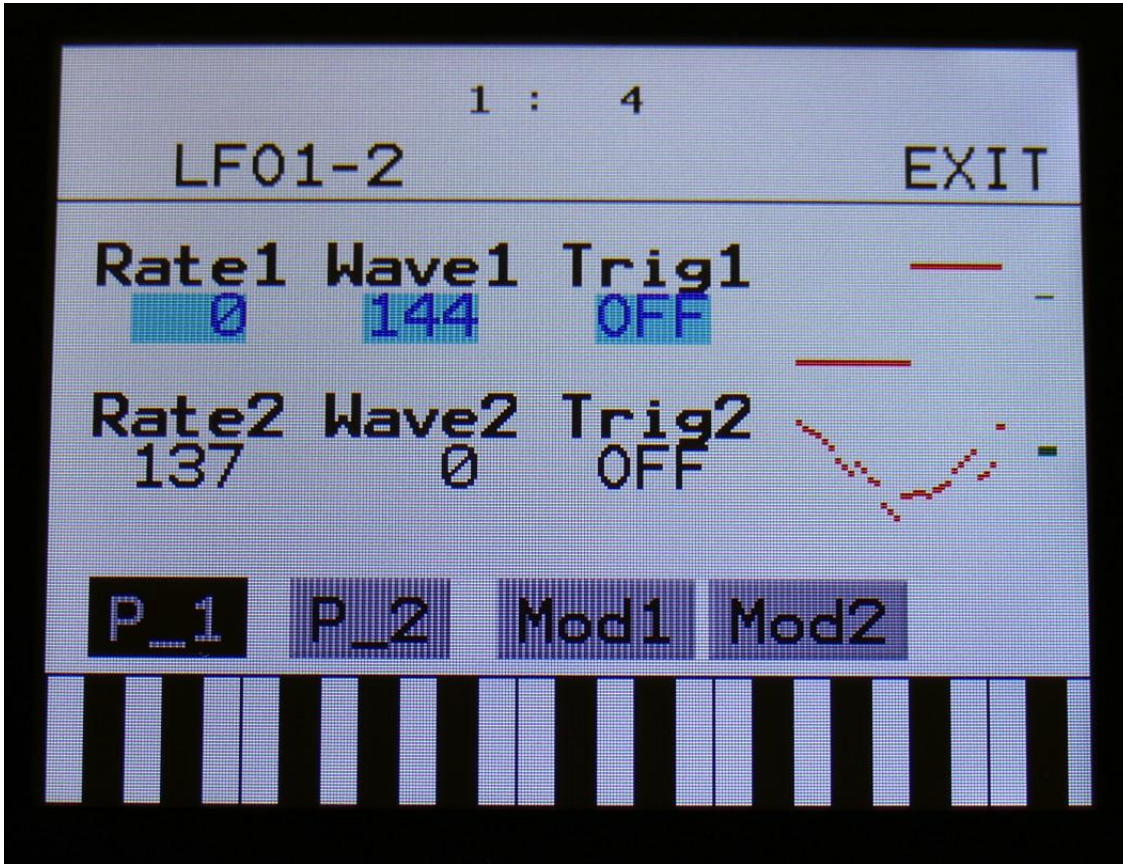 1 : 4
LFO1-2 EXIT
Rate1 Wave1 Trig1
0 144 OFF
Rate2 Wave2 Trig2
137 0 OFF
P_1 P_2 Mod1 Mod2